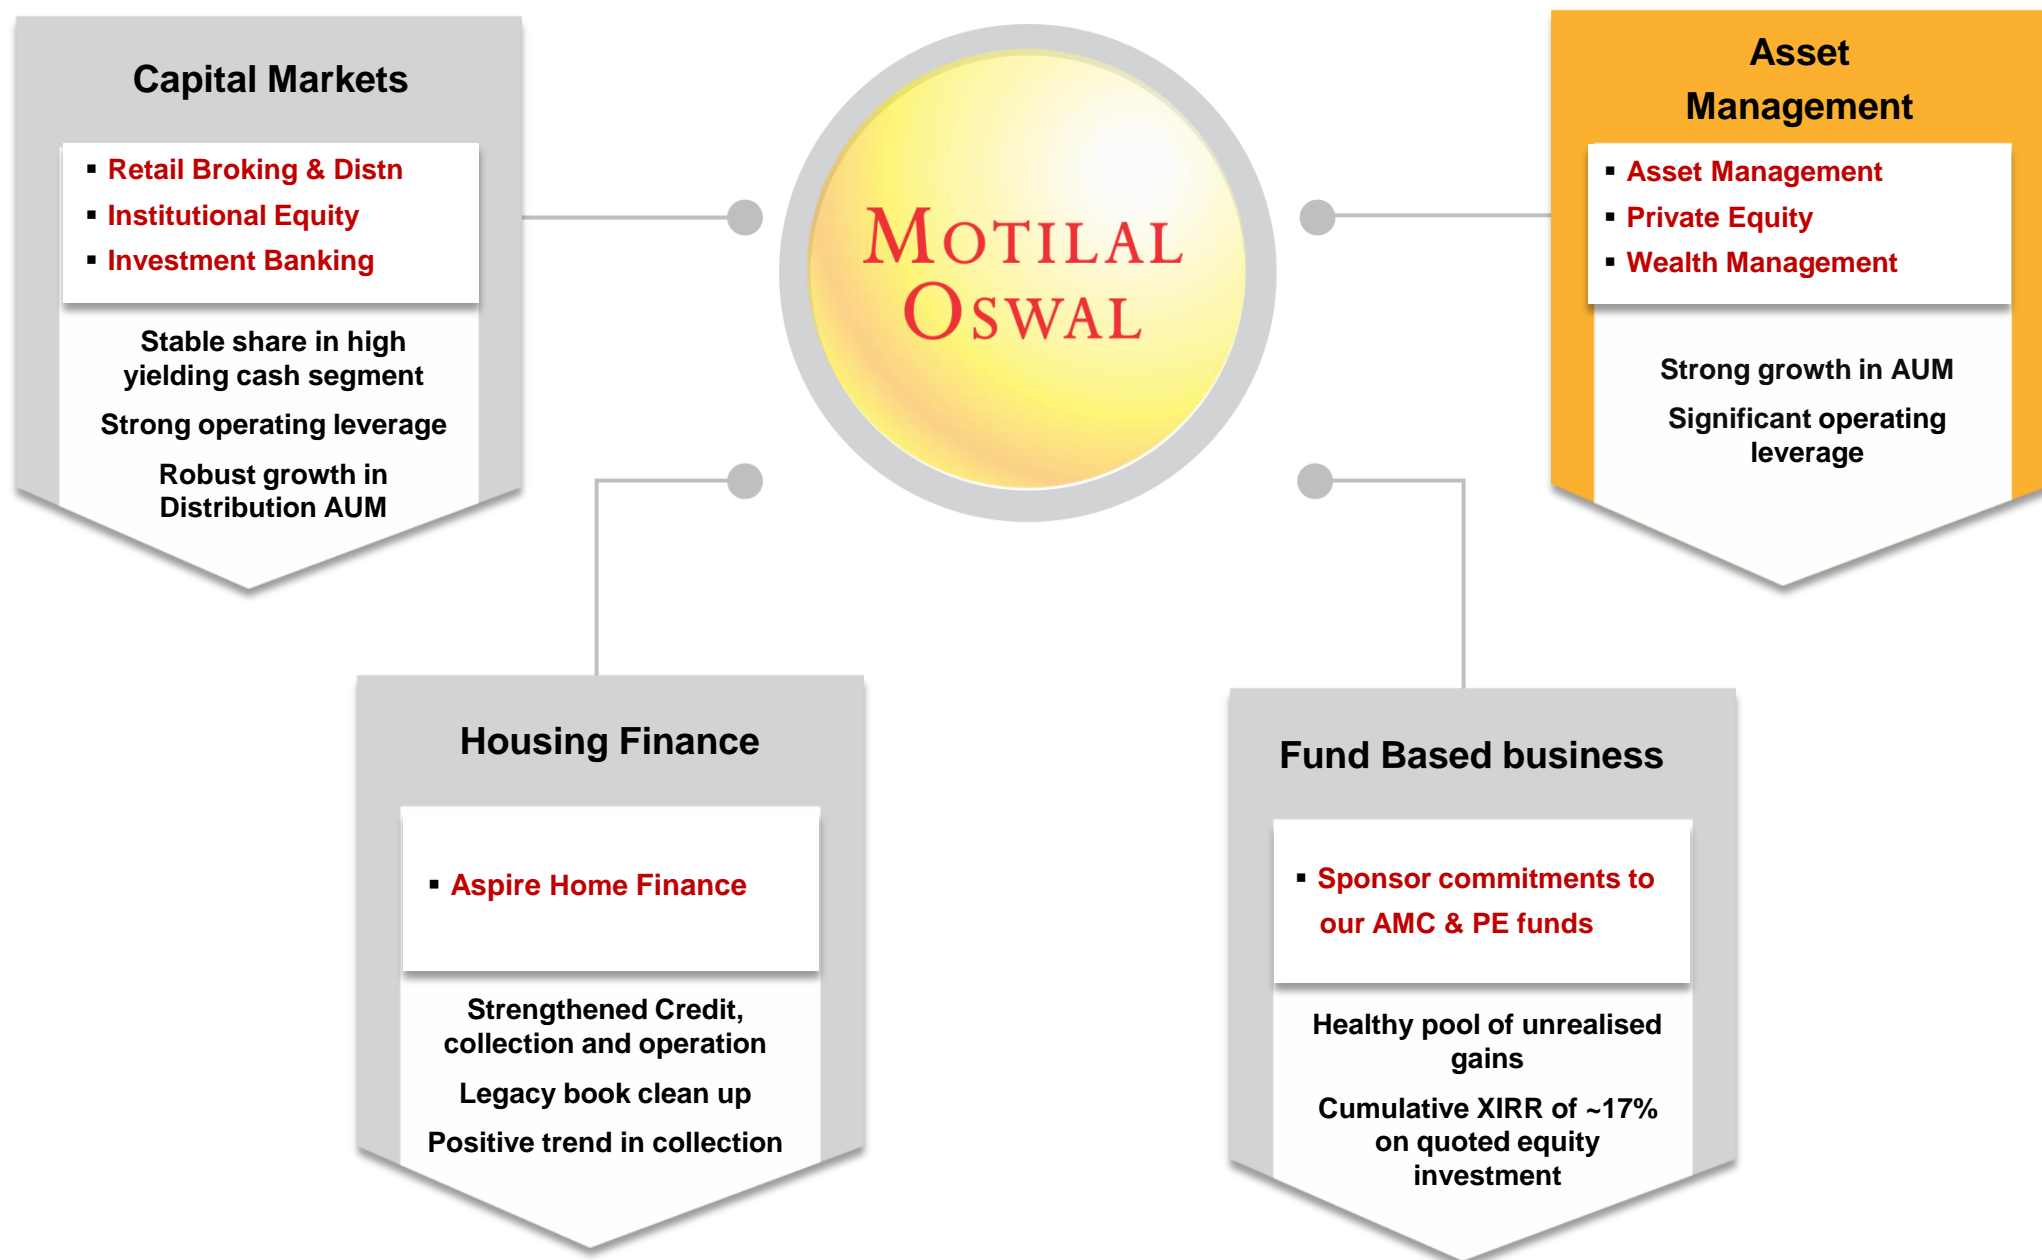 Capital Markets
▪ Retail Broking & Distn
▪ Institutional Equity
▪ Investment Banking
Stable share in high
yielding cash segment
Strong operating leverage
Robust growth in
Distribution AUM
MOTILAL
OSWAL
Asset
Management
▪ Asset Management
▪ Private Equity
▪ Wealth Management
Strong growth in AUM
Significant operating
leverage
Housing Finance
▪ Aspire Home Finance
Strengthened Credit,
collection and operation
Legacy book clean up
Positive trend in collection
Fund Based business
▪ Sponsor commitments to
our AMC & PE funds
Healthy pool of unrealised
gains
Cumulative XIRR of ~17%
on quoted equity
investment